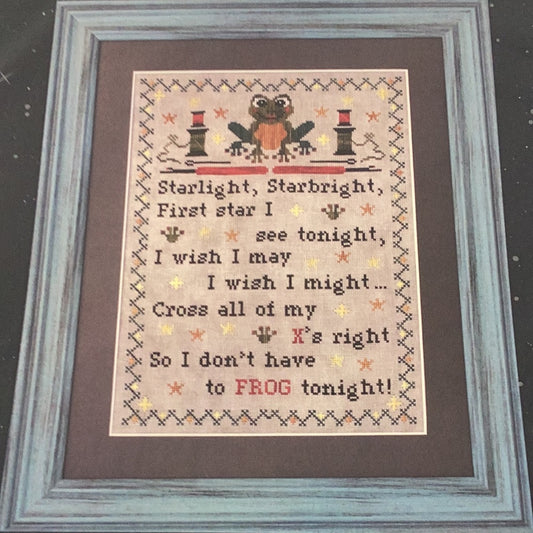 Starlight, Starbright,
First star I
see tonight,
I wish I may
I wish I might...
Cross all of my
X's right
So I don't have
to FROG tonight!